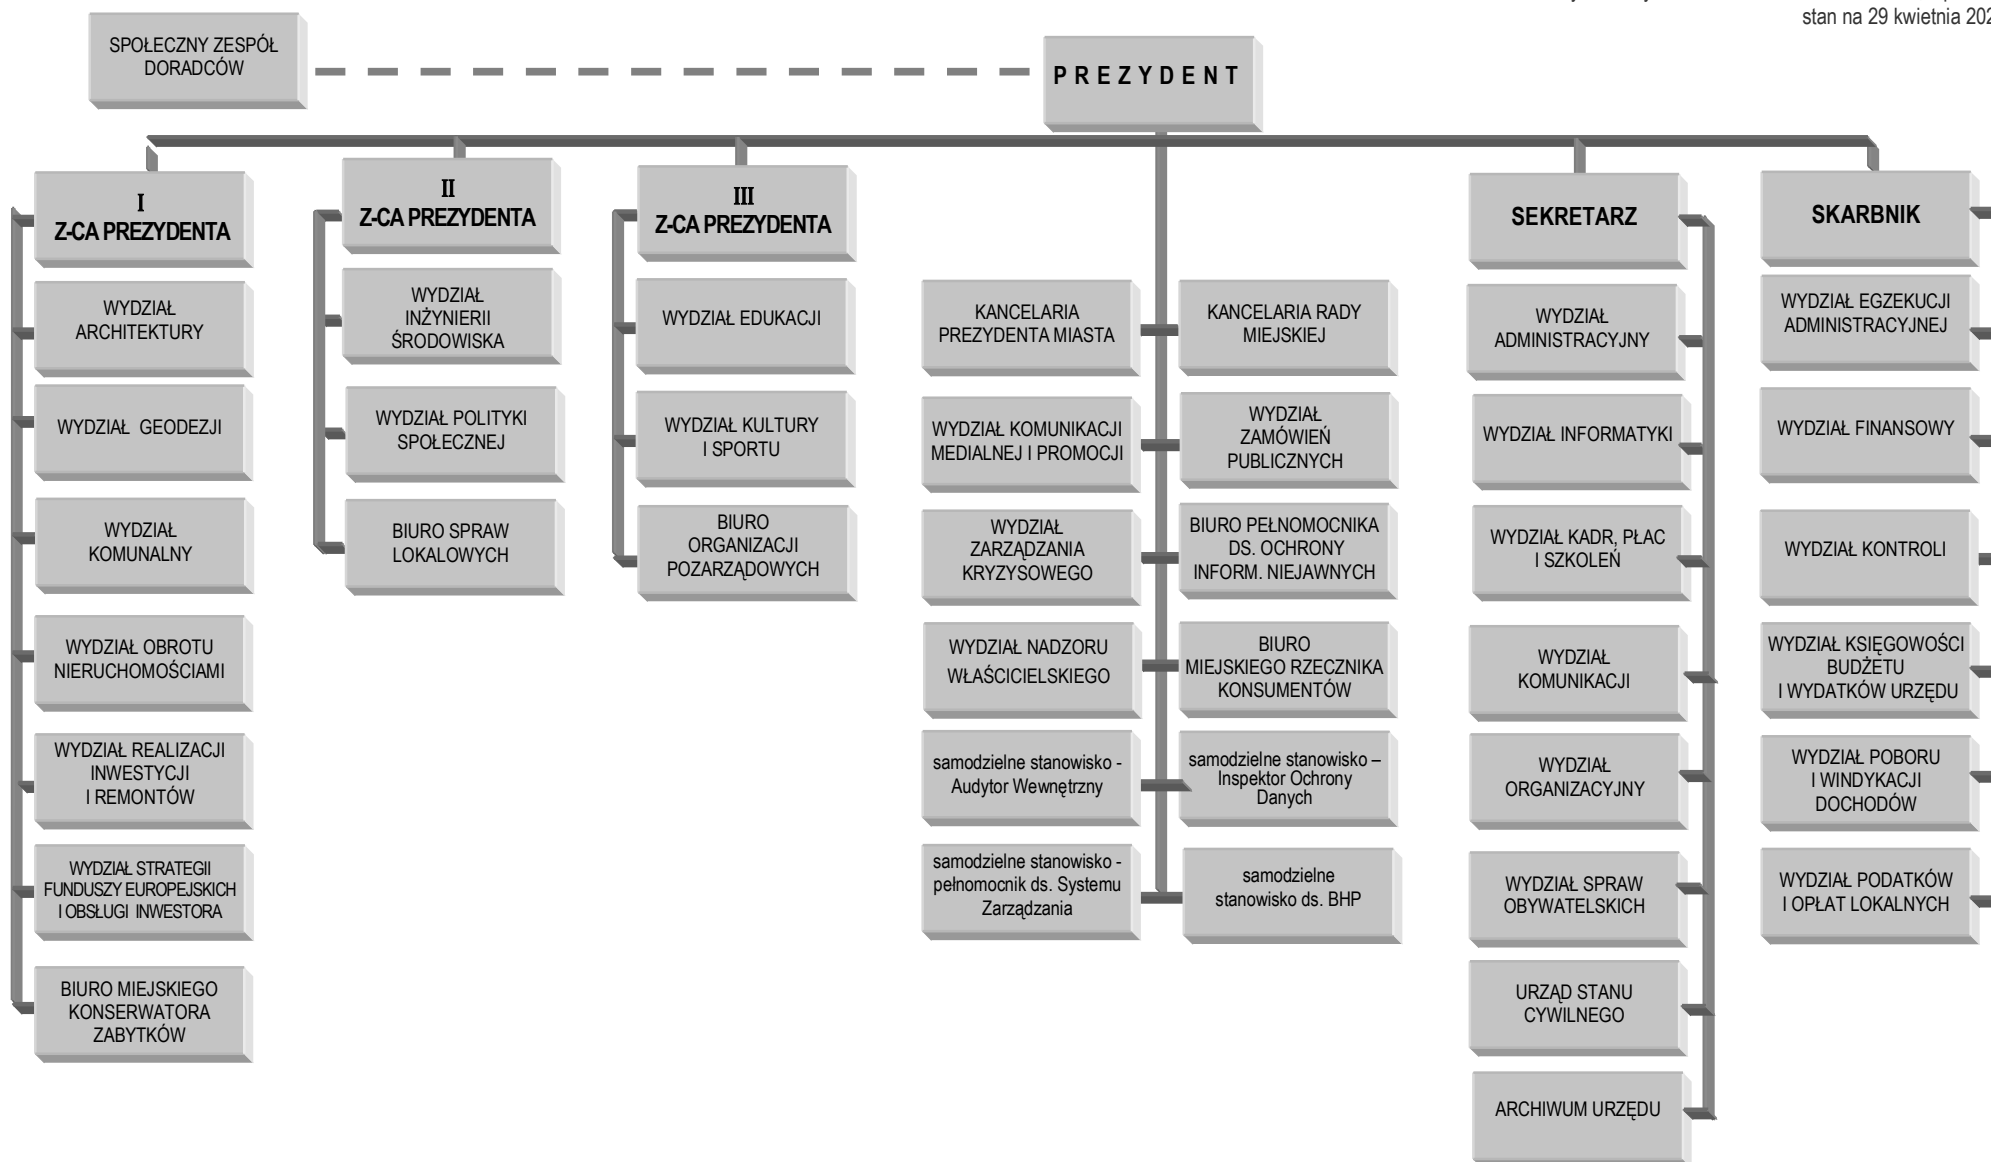 stan na 29 kwietnia 202
SPOŁECZNY ZESPÓŁ
DORADCÓW
PREZYDENT
I
Z-CA PREZYDENTA
WYDZIAŁ
ARCHITEKTURY
WYDZIAŁ GEODEZJI
WYDZIAŁ
KOMUNALNY
WYDZIAŁ OBROTU
NIERUCHOMOŚCIAMI
WYDZIAŁ REALIZACJI
INWESTYCJI
I REMONTÓW
WYDZIAŁ STRATEGII
FUNDUSZY EUROPEJSKICH
I OBSŁUGI INWESTORA
BIURO MIEJSKIEGO
KONSERWATORA
ZABYTKÓW
II
Z-CA PREZYDENTA
WYDZIAŁ
INŻYNIERII
ŚRODOWISKA
WYDZIAŁ POLITYKI
SPOŁECZNEJ
BIURO SPRAW
LOKALOWYCH
III
Z-CA PREZYDENTA
WYDZIAŁ EDUKACJI
WYDZIAŁ KULTURY
I SPORTU
BIURO
ORGANIZACJI
POZARZĄDOWYCH
KANCELARIA
PREZYDENTA MIASTA
WYDZIAŁ KOMUNIKACJI
MEDIALNEJ I PROMOCJI
WYDZIAŁ
ZARZĄDZANIA
KRYZYSOWEGO
WYDZIAŁ NADZORU
WŁAŚCICIELSKIEGO
samodzielne stanowisko -
Audytor Wewnętrzny
samodzielne stanowisko -
pełnomocnik ds. Systemu
Zarządzania
KANCELARIA RADY
MIEJSKIEJ
WYDZIAŁ
ZAMÓWIEŃ
PUBLICZNYCH
BIURO PEŁNOMOCNIKA
DS. OCHRONY
INFORM. NIEJAWNYCH
BIURO
MIEJSKIEGO RZECZNIKA
KONSUMENTÓW
samodzielne stanowisko –
Inspektor Ochrony
Danych
samodzielne
stanowisko ds. BHP
SEKRETARZ
WYDZIAŁ
ADMINISTRACYJNY
WYDZIAŁ INFORMATYKI
WYDZIAŁ KADR, PŁAC
I SZKOLEŃ
WYDZIAŁ
KOMUNIKACJI
WYDZIAŁ
ORGANIZACYJNY
WYDZIAŁ SPRAW
OBYWATELSKICH
URZĄD STANU
CYWILNEGO
ARCHIWUM URZĘDU
SKARBNIK
WYDZIAŁ EGZEKUCJI
ADMINISTRACYJNEJ
WYDZIAŁ FINANSOWY
WYDZIAŁ KONTROLI
WYDZIAŁ KSIĘGOWOŚCI
BUDŻETU
I WYDATKÓW URZĘDU
WYDZIAŁ POBORU
I WINDYKACJI
DOCHODÓW
WYDZIAŁ PODATKÓW
I OPŁAT LOKALNYCH